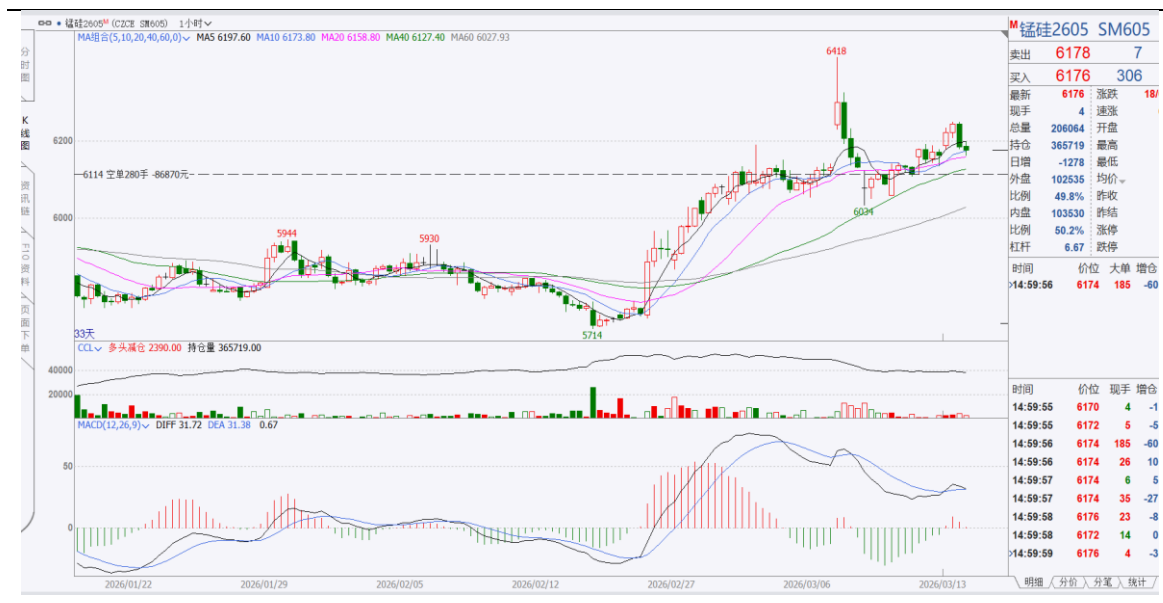 锰硅2605M (CZCE SM605) 1小时
MA组合(5,10,20,40,60,0) MA5 6197.60 MA10 6173.80 MA20 6158.80 MA40 6127.40 MA60 6027.93
分时图
K线图
资讯链
F10资料
页面下单
6418
6200
6114 空单280手 -86870元
6034
6000
5944
5930
5714
33天
CCL 多头减仓 2390.00 持仓量 365719.00
40000
20000
MACD(12,26,9) DIFF 31.72 DEA 31.38 0.67
50
0
2026/01/22 2026/01/29 2026/02/05 2026/02/12 2026/02/27 2026/03/06 2026/03/13
M锰硅2605 SM605
卖出 6178 7
买入 6176 306
最新 6176 涨跌 18/
现手 4 速涨
总量 206064 开盘
持仓 365719 最高
日增 -1278 最低
外盘 102535 均价
比例 49.8% 昨收
内盘 103530 昨结
比例 50.2% 涨停
杠杆 6.67 跌停
时间 价位 大单 增仓
14:59:56 6174 185 -60
时间 价位 现手 增仓
14:59:55 6170 4 -1
14:59:55 6172 5 -5
14:59:56 6174 185 -60
14:59:56 6174 26 10
14:59:57 6174 6 5
14:59:57 6174 35 -27
14:59:58 6176 23 -8
14:59:58 6172 14 0
14:59:59 6176 4 -3
明细 分价 分笔 统计